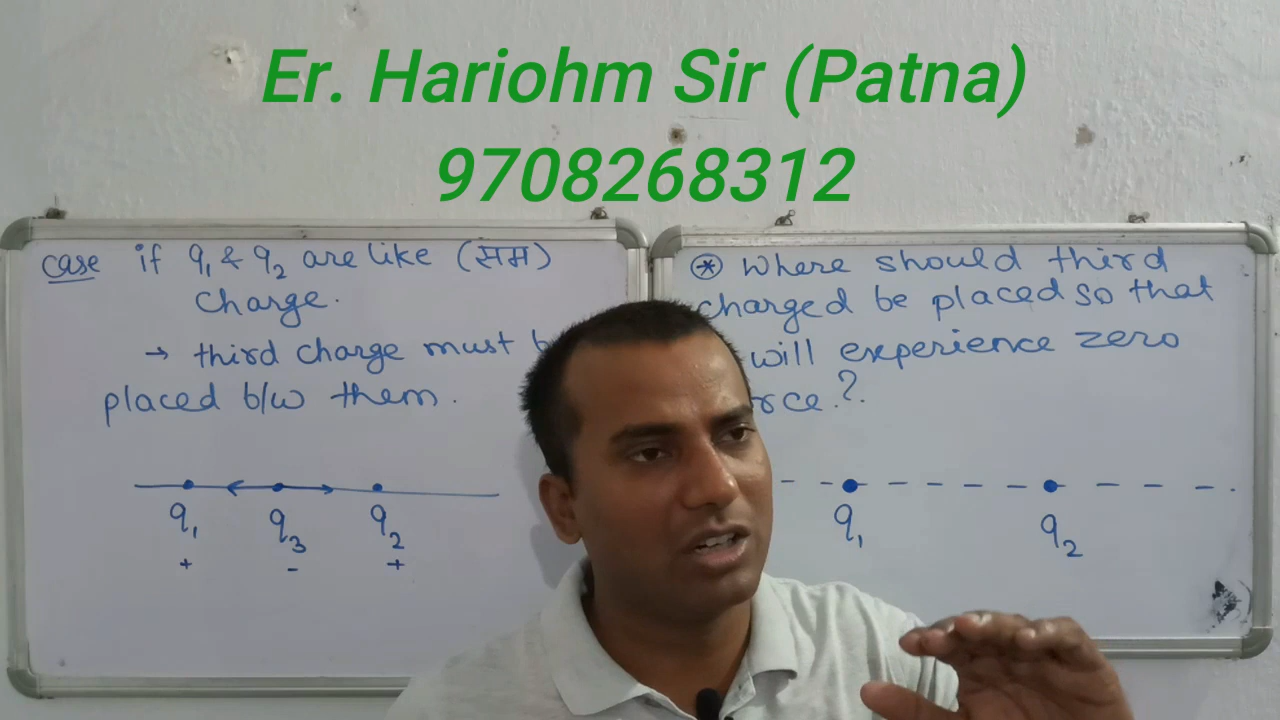 Er. Hariohm Sir (Patna)
9708268312
case if q1 & q2 are like (सम)
charge.
→ third charge must b
placed b/w them.
q1 q3 q2
+ - +
* Where should third
charged be placed so that
will experience zero
rce.?
q1 q2